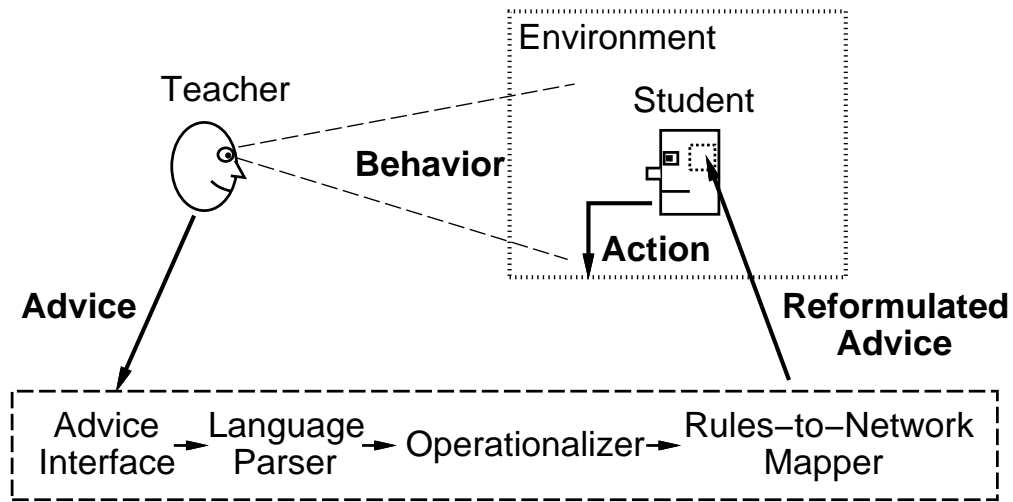 Environment
Teacher
Student
Behavior
Action
Advice
Reformulated
Advice
Advice
Interface
Language
Parser
Operationalizer
Rules−to−Network
Mapper